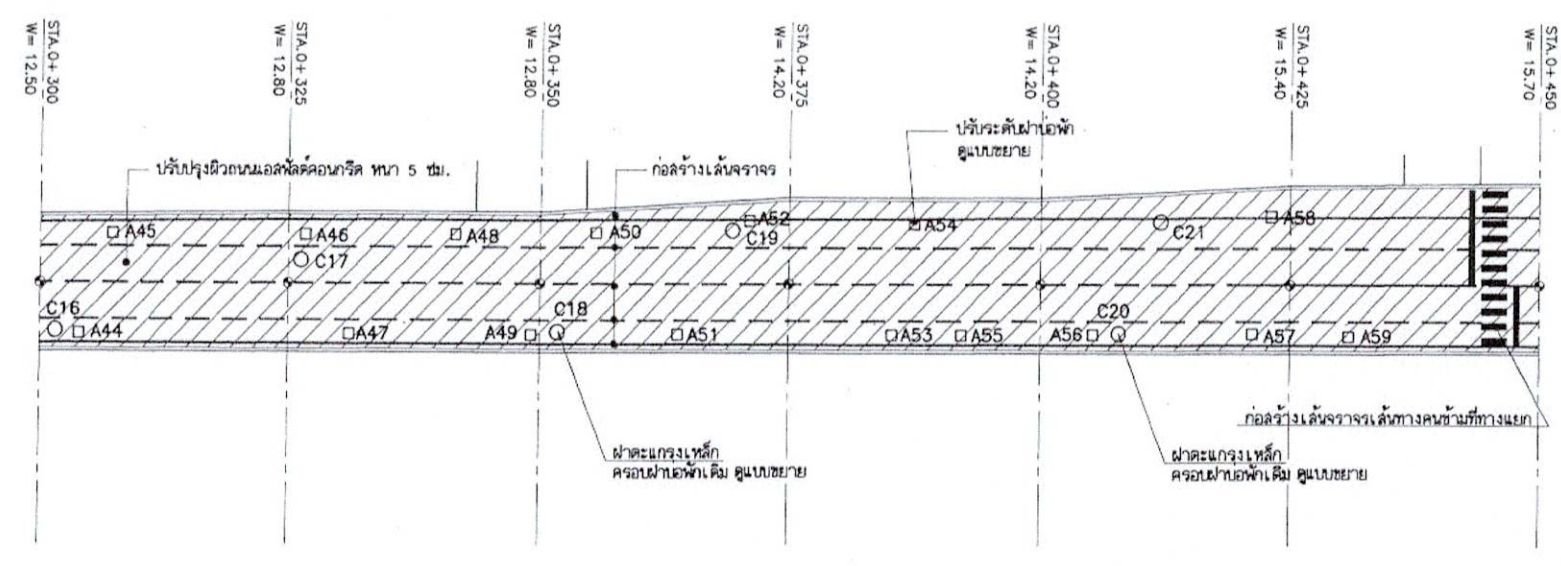 STA.0+ 300
W= 12.50
STA.0+ 325
W= 12.80
STA.0+ 350
W= 12.80
STA.0+ 375
W= 14.20
STA.0+ 400
W= 14.20
STA.0+ 425
W= 15.40
STA.0+ 450
W= 15.70
ปรับปรุงผิวถนนแอสฟัลต์คอนกรีต หนา 5 ซม.
ก่อสร้างเส้นจราจร
ปรับระดับฝาบ่อพัก
ดูแบบขยาย
A45
A46
A48
A50
A52
A54
A58
C17
C19
C21
C16
A44
A47
A49
C18
A51
A53
A55
A56
C20
A57
A59
ฝาตะแกรงเหล็ก
ครอบฝาบ่อพักเดิม ดูแบบขยาย
ฝาตะแกรงเหล็ก
ครอบฝาบ่อพักเดิม ดูแบบขยาย
ก่อสร้างเส้นจราจรเส้นทางคนข้ามที่ทางแยก